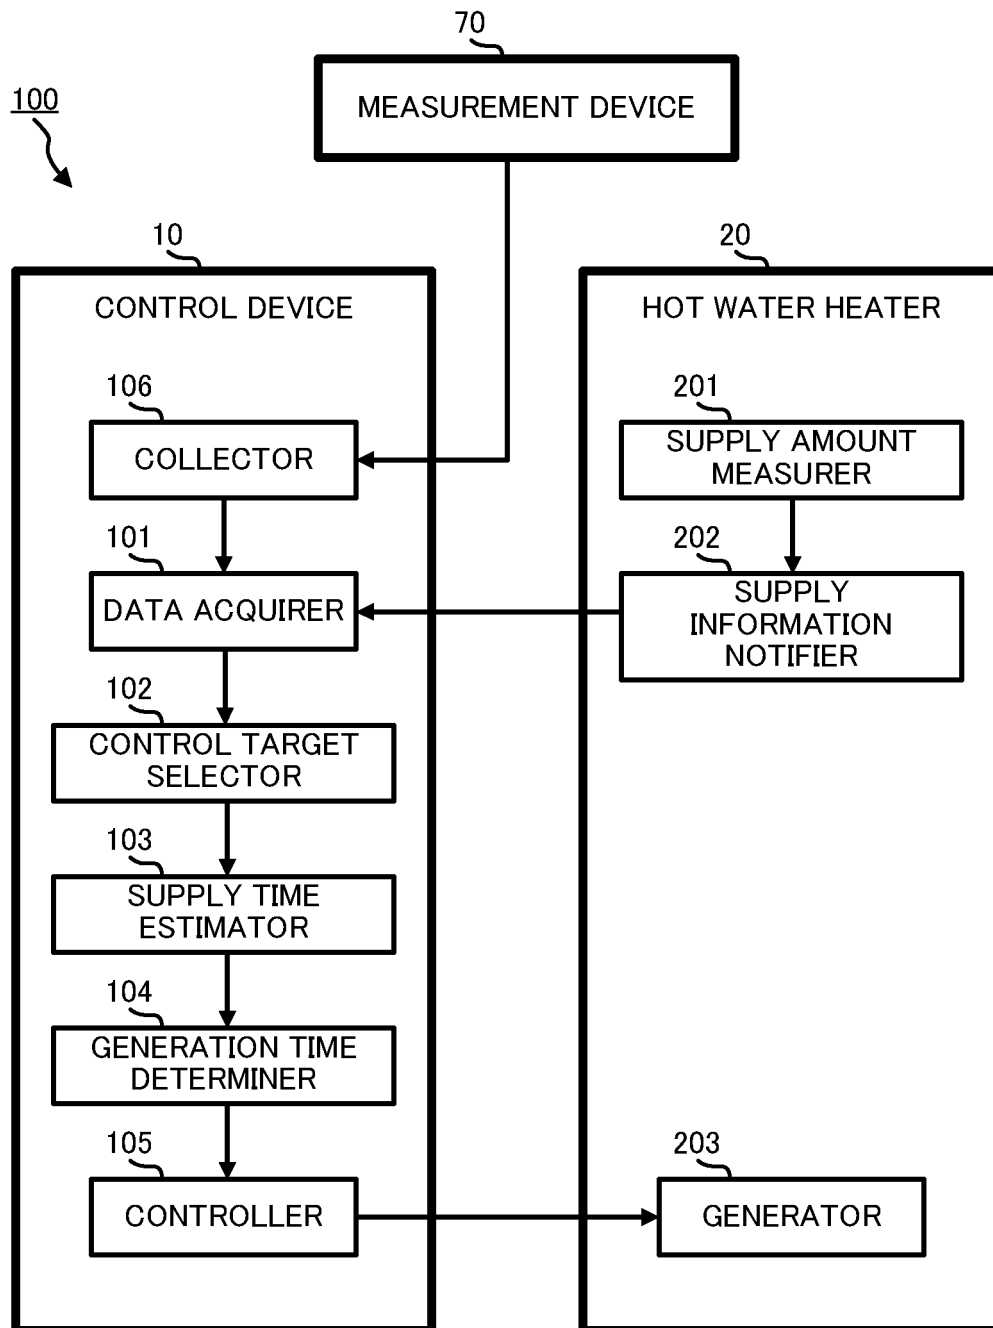 70
MEASUREMENT DEVICE
100
10
CONTROL DEVICE
106
COLLECTOR
101
DATA ACQUIRER
102
CONTROL TARGET
SELECTOR
103
SUPPLY TIME
ESTIMATOR
104
GENERATION TIME
DETERMINER
105
CONTROLLER
20
HOT WATER HEATER
201
SUPPLY AMOUNT
MEASURER
202
SUPPLY
INFORMATION
NOTIFIER
203
GENERATOR